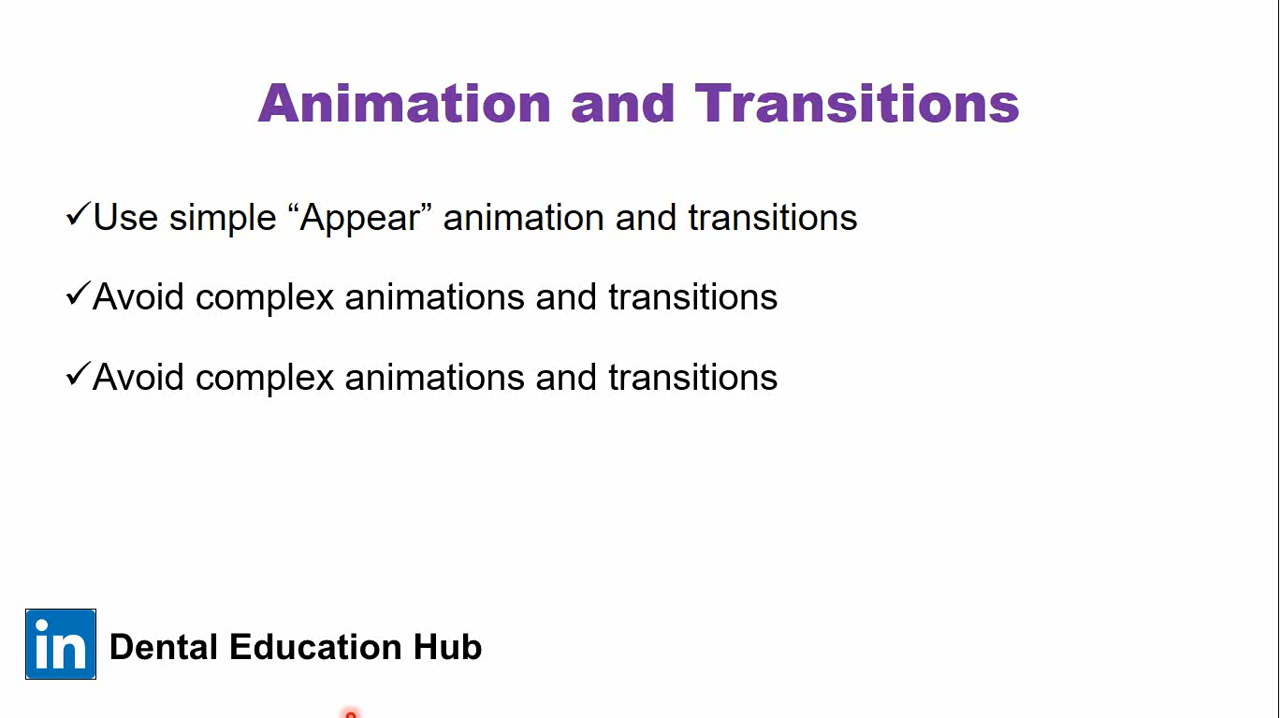 Animation and Transitions
✓Use simple “Appear” animation and transitions
✓Avoid complex animations and transitions
✓Avoid complex animations and transitions
in Dental Education Hub